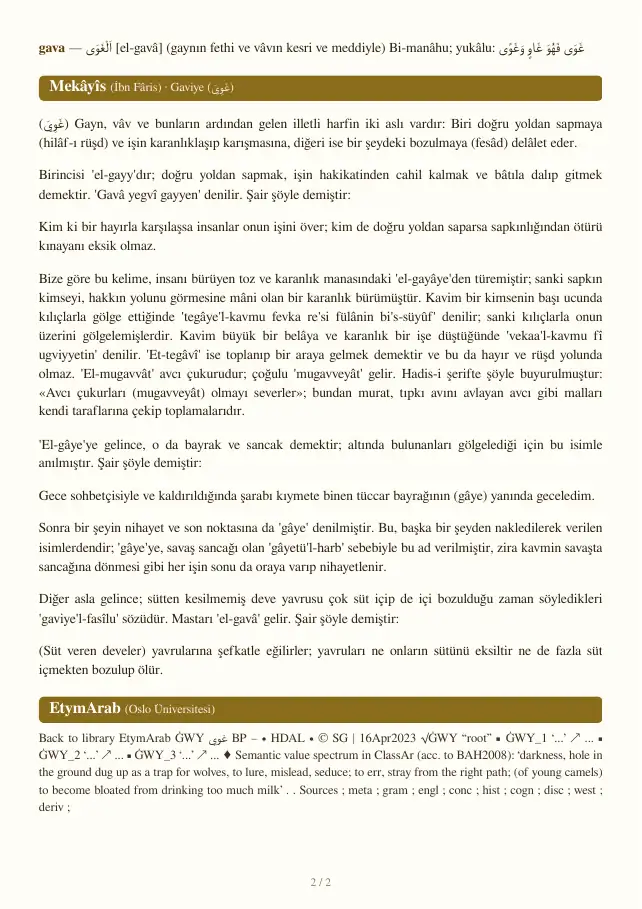 gava — اَلْغَوَى [el-gavâ] (gaynın fethi ve vâvın kesri ve meddiyle) Bi-manâhu; yukâlu: غَوَى فَهُوَ غَاوٍ وَغَوًى
Mekâyîs (İbn Fâris) · Gaviye (غَوِىَ)
(غَوِىَ) Gayn, vâv ve bunların ardından gelen illetli harfin iki aslı vardır: Biri doğru yoldan sapmaya
(hilâf-ı rüşd) ve işin karanlıklaşıp karışmasına, diğeri ise bir şeydeki bozulmaya (fesâd) delâlet eder.
Birincisi 'el-gayy'dır; doğru yoldan sapmak, işin hakikatinden cahil kalmak ve bâtıla dalıp gitmek
demektir. 'Gavâ yegvî gayyen' denilir. Şair şöyle demiştir:
Kim ki bir hayırla karşılaşsa insanlar onun işini över; kim de doğru yoldan saparsa sapkınlığından ötürü
kınayanı eksik olmaz.
Bize göre bu kelime, insanı bürüyen toz ve karanlık manasındaki 'el-gayâye'den türemiştir; sanki sapkın
kimseyi, hakkın yolunu görmesine mâni olan bir karanlık bürümüştür. Kavim bir kimsenin başı ucunda
kılıçlarla gölge ettiğinde 'tegâye'l-kavmu fevka re'si fülânin bi's-süyûf' denilir; sanki kılıçlarla onun
üzerini gölgelemişlerdir. Kavim büyük bir belâya ve karanlık bir işe düştüğünde 'vekaa'l-kavmu fî
ugviyyetin' denilir. 'Et-tegâvî' ise toplanıp bir araya gelmek demektir ve bu da hayır ve rüşd yolunda
olmaz. 'El-mugavvât' avcı çukurudur; çoğulu 'mugavveyât' gelir. Hadis-i şerifte şöyle buyurulmuştur:
«Avcı çukurları (mugavveyât) olmayı severler»; bundan murat, tıpkı avını avlayan avcı gibi malları
kendi taraflarına çekip toplamalarıdır.
'El-gâye'ye gelince, o da bayrak ve sancak demektir; altında bulunanları gölgelediği için bu isimle
anılmıştır. Şair şöyle demiştir:
Gece sohbetçisiyle ve kaldırıldığında şarabı kıymete binen tüccar bayrağının (gâye) yanında geceledim.
Sonra bir şeyin nihayet ve son noktasına da 'gâye' denilmiştir. Bu, başka bir şeyden nakledilerek verilen
isimlerdendir; 'gâye'ye, savaş sancağı olan 'gâyetü'l-harb' sebebiyle bu ad verilmiştir, zira kavmin savaşta
sancağına dönmesi gibi her işin sonu da oraya varıp nihayetlenir.
Diğer asla gelince; sütten kesilmemiş deve yavrusu çok süt içip de içi bozulduğu zaman söyledikleri
'gaviye'l-fasîlu' sözüdür. Mastarı 'el-gavâ' gelir. Şair şöyle demiştir:
(Süt veren develer) yavrularına şefkatle eğilirler; yavruları ne onların sütünü eksiltir ne de fazla süt
içmekten bozulup ölür.
EtymArab (Oslo Üniversitesi)
Back to library EtymArab ĠWY غوي BP – • HDAL • © SG | 16Apr2023 √ĠWY “root” ▪ ĠWY_1 ‘...’ ↗ ... ▪
ĠWY_2 ‘...’ ↗ ... ▪ ĠWY_3 ‘...’ ↗ ... ♦ Semantic value spectrum in ClassAr (acc. to BAH2008): ‘darkness, hole in
the ground dug up as a trap for wolves, to lure, mislead, seduce; to err, stray from the right path; (of young camels)
to become bloated from drinking too much milk’ . . Sources ; meta ; gram ; engl ; conc ; hist ; cogn ; disc ; west ;
deriv ;
2 / 2